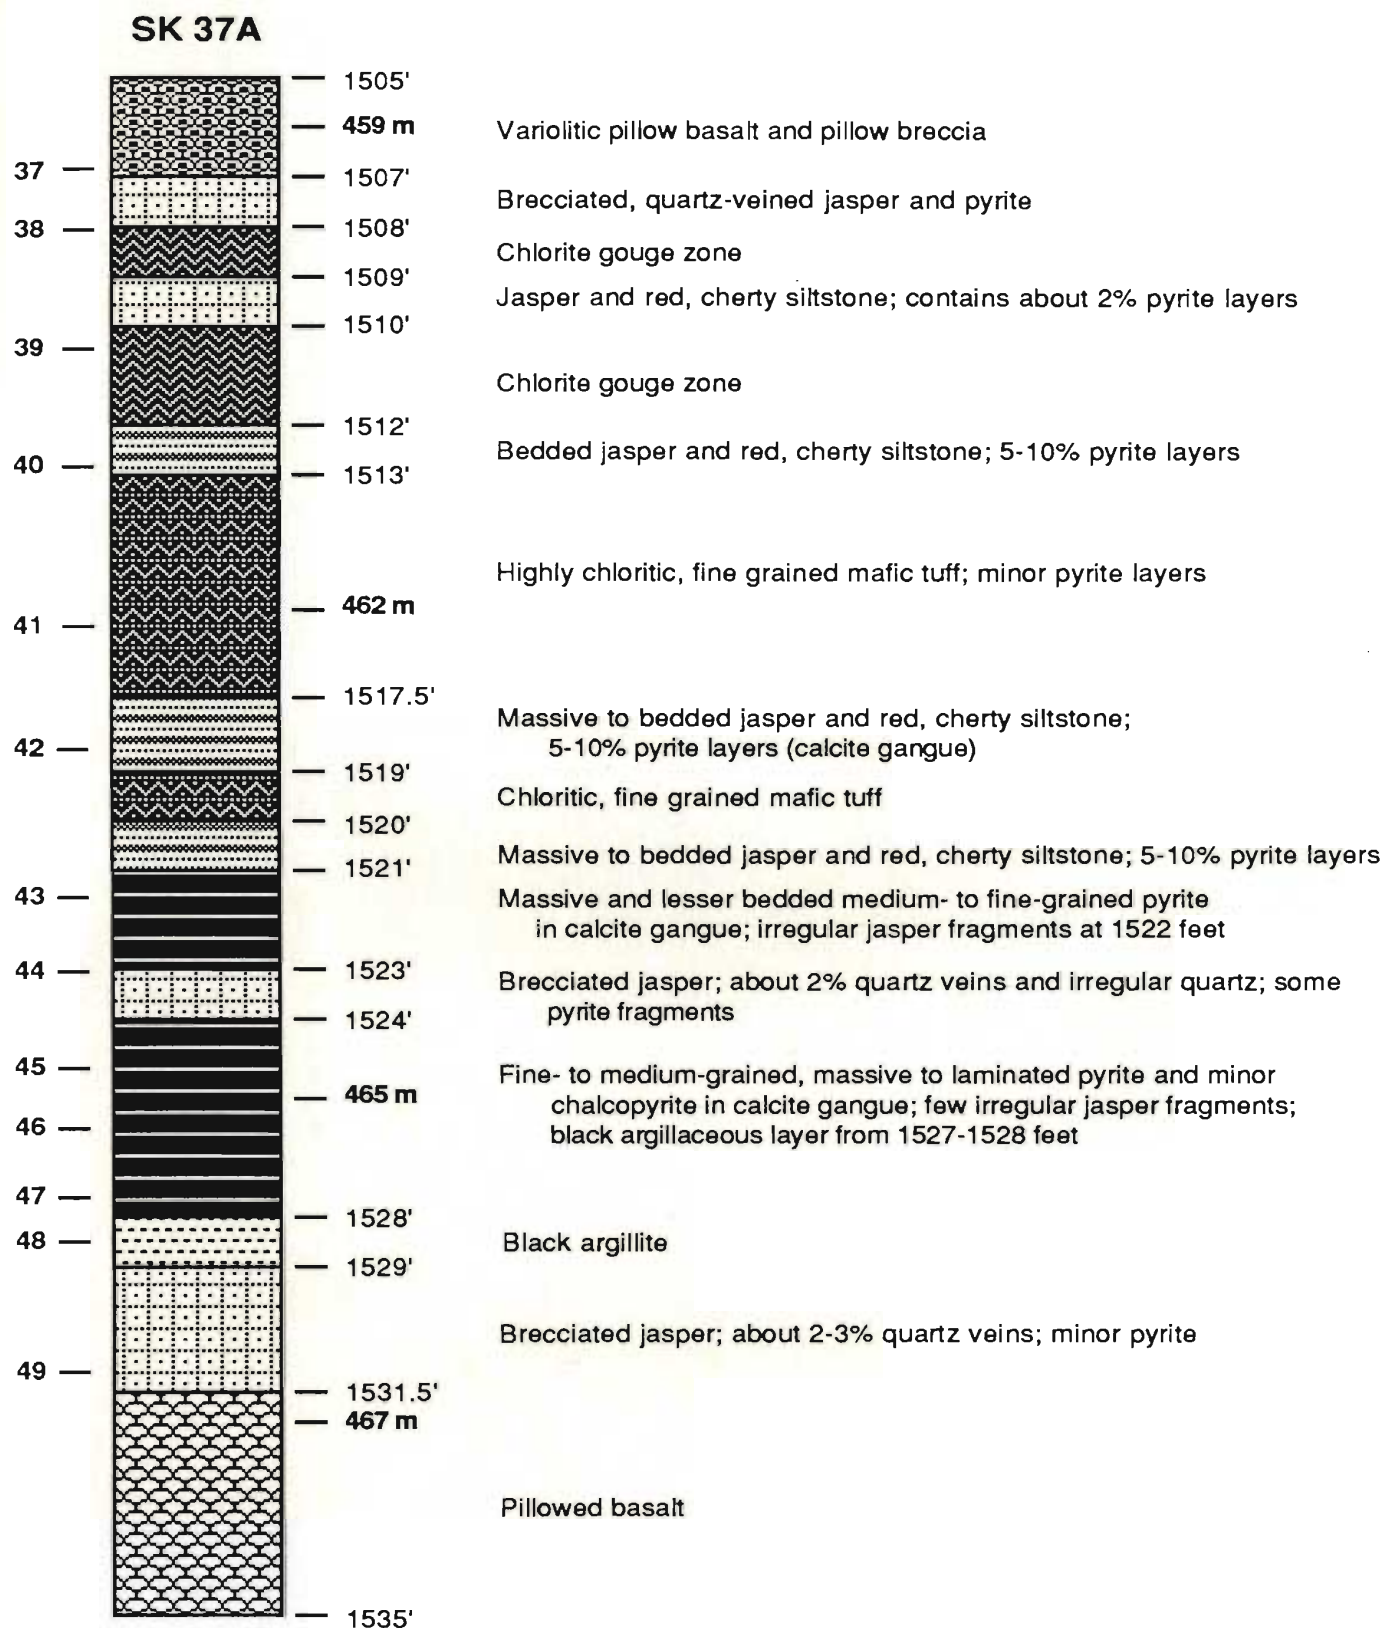 SK 37A
1505'
459 m
Variolitic pillow basalt and pillow breccia
37
1507'
Brecciated, quartz-veined jasper and pyrite
38
1508'
Chlorite gouge zone
1509'
Jasper and red, cherty siltstone; contains about 2% pyrite layers
1510'
39
Chlorite gouge zone
1512'
Bedded jasper and red, cherty siltstone; 5-10% pyrite layers
40
1513'
Highly chloritic, fine grained mafic tuff; minor pyrite layers
462 m
41
1517.5'
Massive to bedded jasper and red, cherty siltstone;
5-10% pyrite layers (calcite gangue)
42
1519'
Chloritic, fine grained mafic tuff
1520'
Massive to bedded jasper and red, cherty siltstone; 5-10% pyrite layers
1521'
43
Massive and lesser bedded medium- to fine-grained pyrite
in calcite gangue; irregular jasper fragments at 1522 feet
44
1523'
Brecciated jasper; about 2% quartz veins and irregular quartz; some
pyrite fragments
1524'
45
Fine- to medium-grained, massive to laminated pyrite and minor
465 m
chalcopyrite in calcite gangue; few irregular jasper fragments;
46
black argillaceous layer from 1527-1528 feet
47
1528'
48
Black argillite
1529'
Brecciated jasper; about 2-3% quartz veins; minor pyrite
49
1531.5'
467 m
Pillowed basalt
1535'